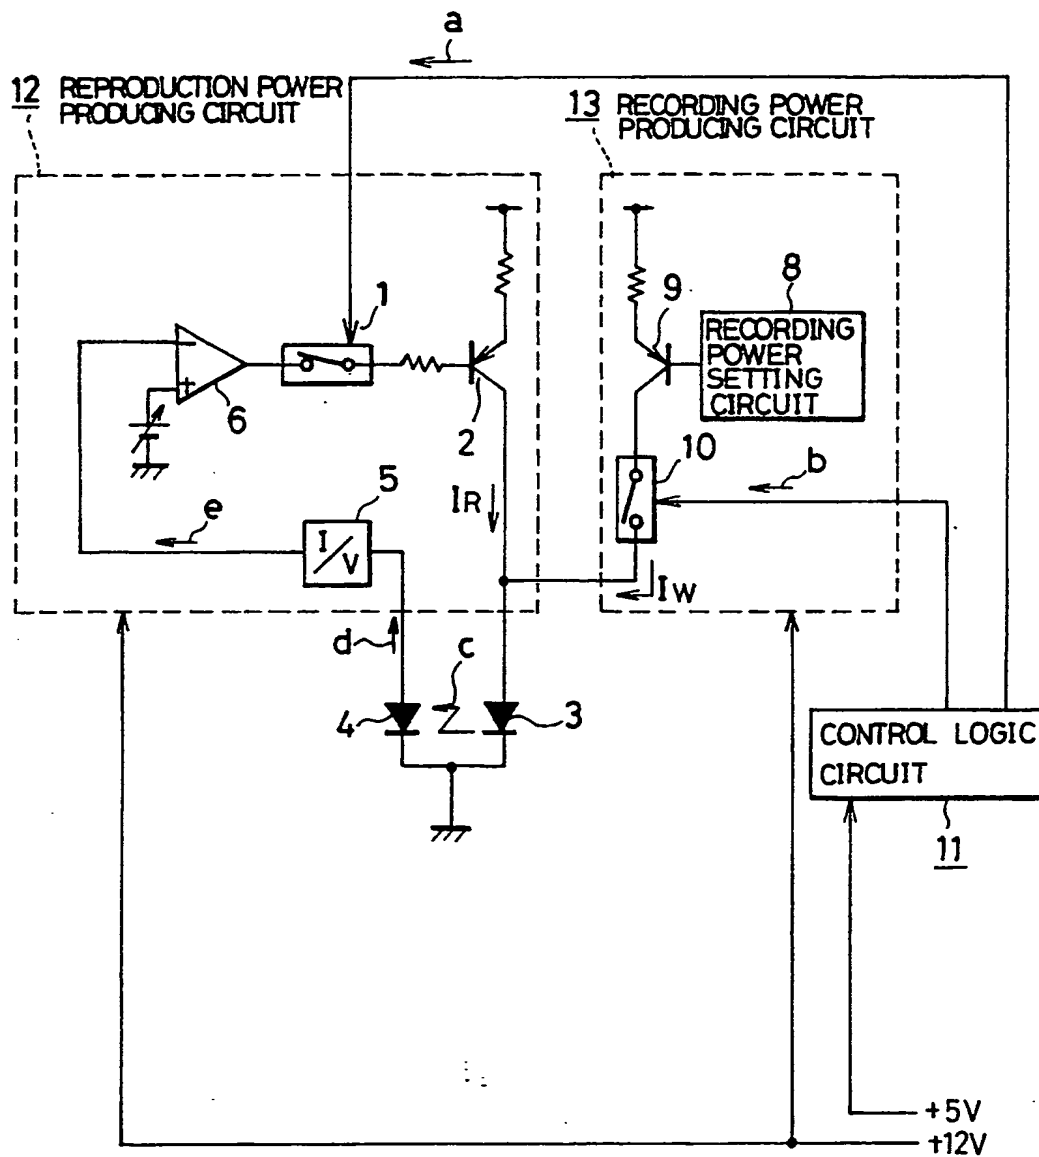 a
12 REPRODUCTION POWER
PRODUCING CIRCUIT
13 RECORDING POWER
PRODUCING CIRCUIT
1
9
8
RECORDING
POWER
SETTING
CIRCUIT
−
+
6
2
10
b
IR
5
e
I/V
IW
d
c
4
3
CONTROL LOGIC
CIRCUIT
11
+5V
+12V